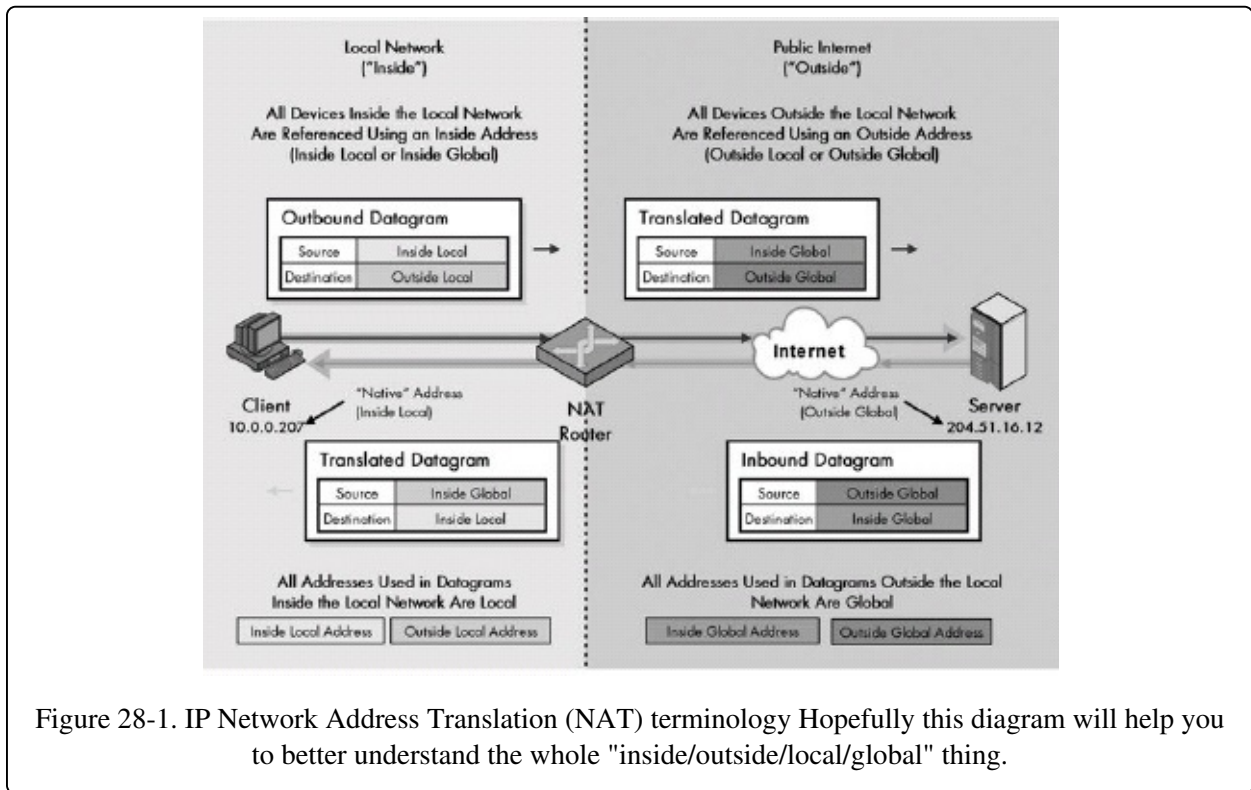 Local Network
("Inside")
Public Internet
("Outside")
All Devices Inside the Local Network
Are Referenced Using an Inside Address
(Inside Local or Inside Global)
All Devices Outside the Local Network
Are Referenced Using an Outside Address
(Outside Local or Outside Global)
Outbound Datagram
Source Inside Local
Destination Outside Local
Translated Datagram
Source Inside Global
Destination Outside Global
Internet
"Native" Address
(Inside Local)
"Native" Address
(Outside Global)
Client
10.0.0.207
NAT
Router
Server
204.51.16.12
Translated Datagram
Source Inside Global
Destination Inside Local
Inbound Datagram
Source Outside Global
Destination Inside Global
All Addresses Used in Datagrams
Inside the Local Network Are Local
Inside Local Address
Outside Local Address
All Addresses Used in Datagrams Outside the Local
Network Are Global
Inside Global Address
Outside Global Address
Figure 28-1. IP Network Address Translation (NAT) terminology Hopefully this diagram will help you
to better understand the whole "inside/outside/local/global" thing.